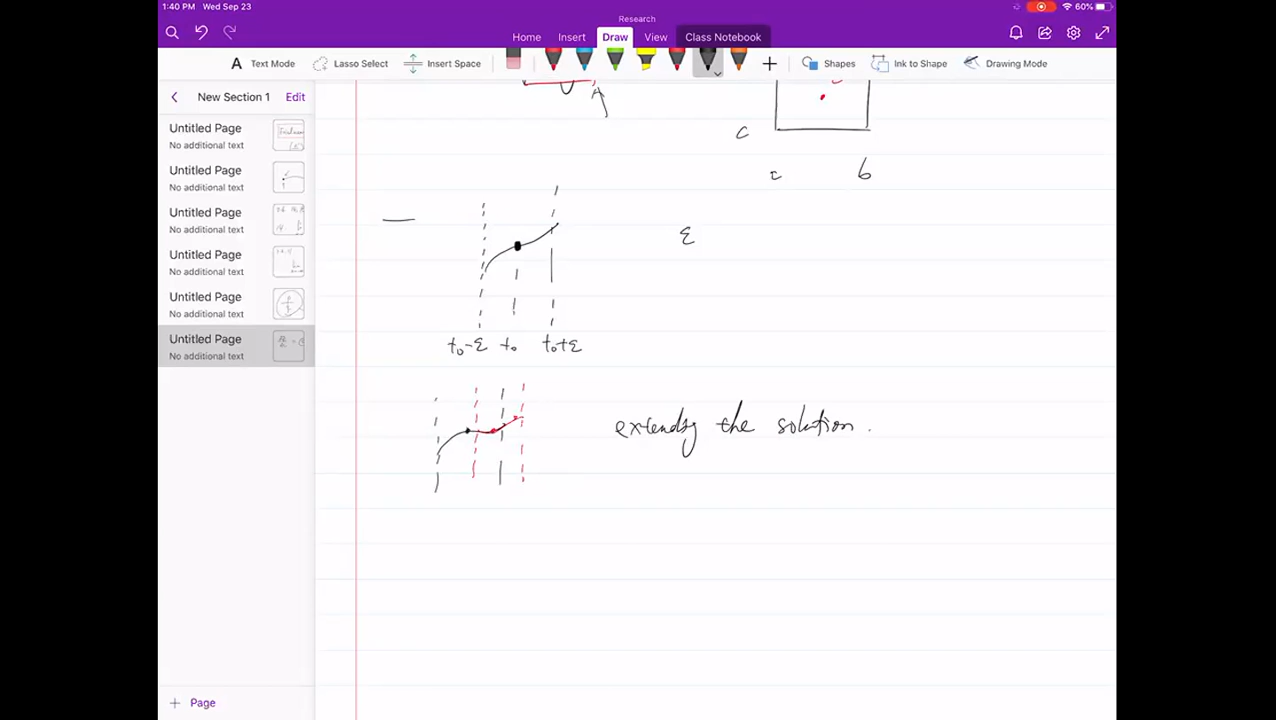 1:40 PM Wed Sep 23
60%
Research
Home Insert Draw View Class Notebook
Text Mode Lasso Select Insert Space Shapes Ink to Shape Drawing Mode
New Section 1 Edit
Untitled Page
No additional text
Untitled Page
No additional text
Untitled Page
No additional text
Untitled Page
No additional text
Untitled Page
No additional text
Untitled Page
No additional text
c
b
ε
t₀-ε t₀ t₀+ε
extendg the solution.
+ Page